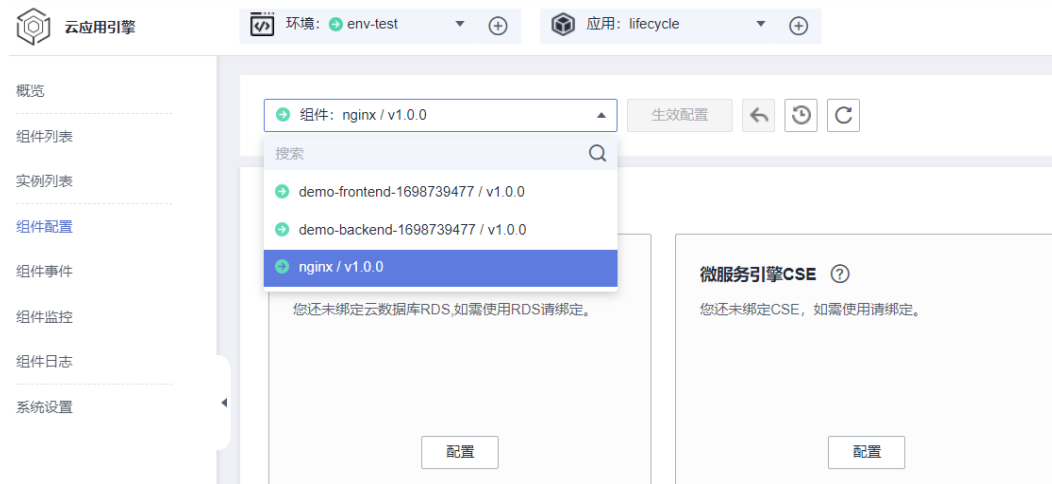 云应用引擎
环境：env-test
应用：lifecycle
概览
组件列表
实例列表
组件配置
组件事件
组件监控
组件日志
系统设置
组件：nginx / v1.0.0
生效配置
搜索
demo-frontend-1698739477 / v1.0.0
demo-backend-1698739477 / v1.0.0
nginx / v1.0.0
您还未绑定云数据库RDS,如需使用RDS请绑定。
配置
微服务引擎CSE
您还未绑定CSE，如需使用请绑定。
配置